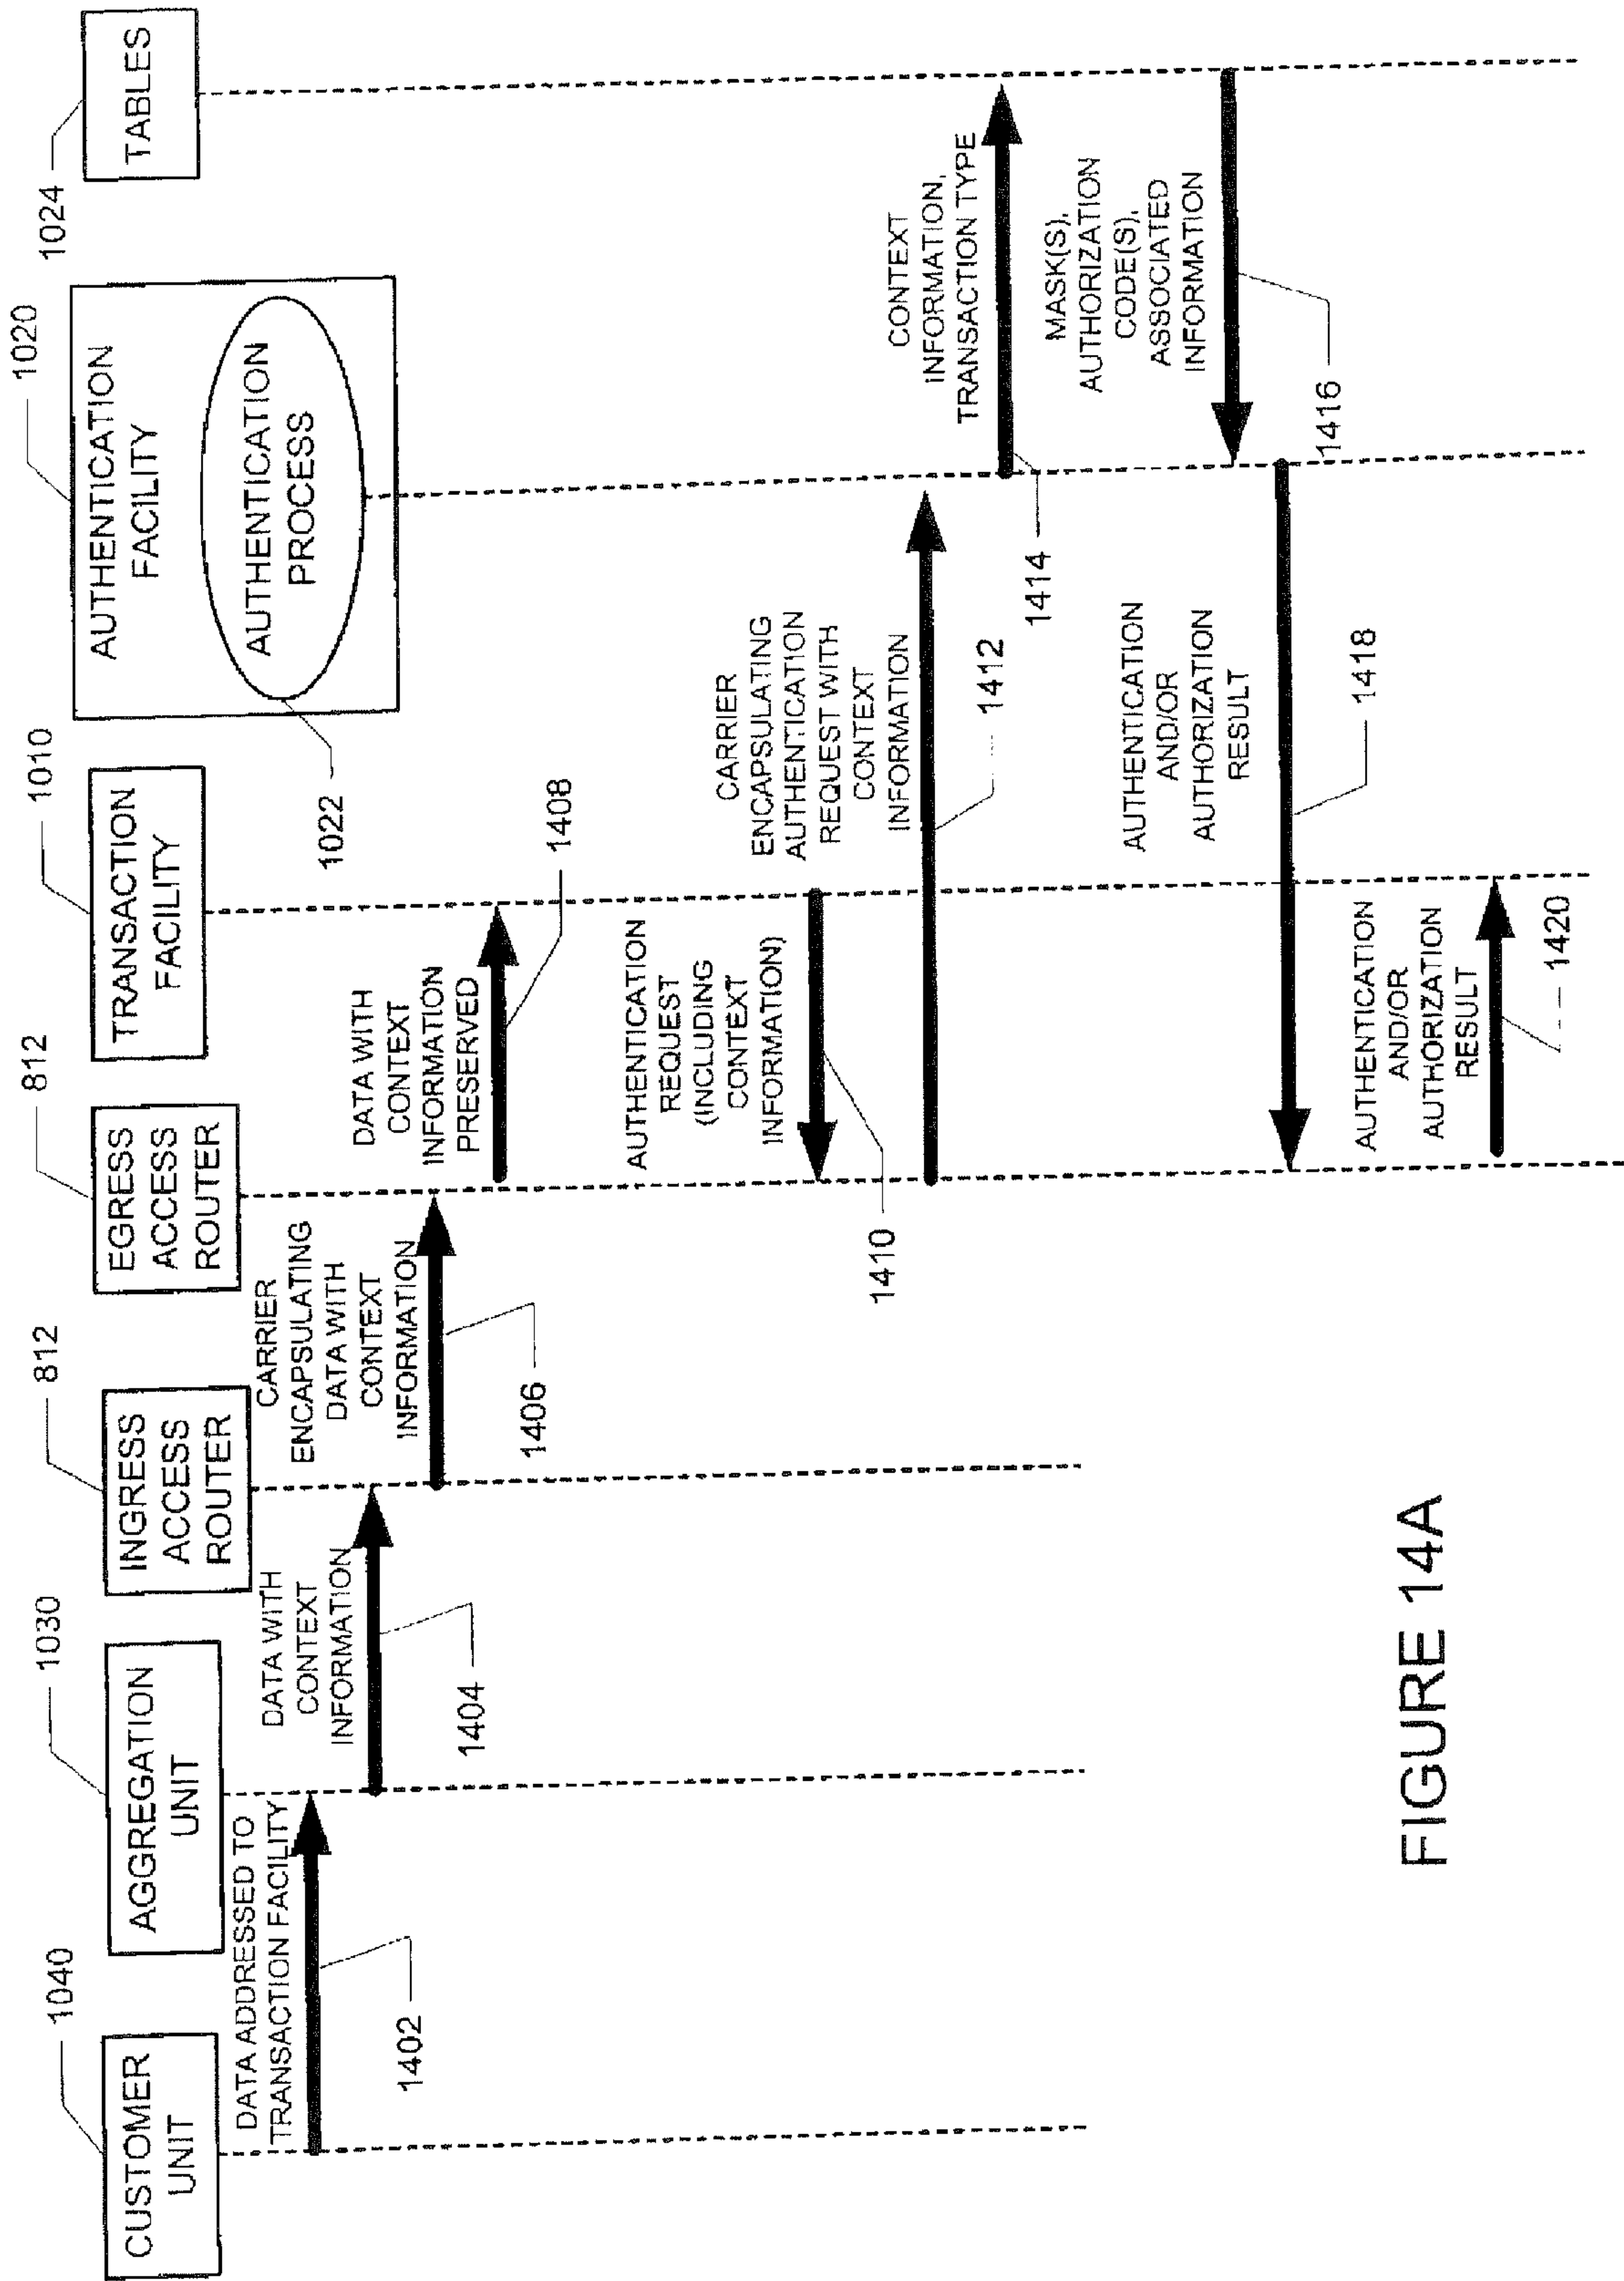 1040
1030
812
812
1010
1020
1024
CUSTOMER
UNIT
AGGREGATION
UNIT
INGRESS
ACCESS
ROUTER
EGRESS
ACCESS
ROUTER
TRANSACTION
FACILITY
AUTHENTICATION
FACILITY
AUTHENTICATION
PROCESS
1022
TABLES
DATA ADDRESSED TO
TRANSACTION FACILITY
1402
DATA WITH
CONTEXT
INFORMATION
1404
CARRIER
ENCAPSULATING
DATA WITH
CONTEXT
INFORMATION
1406
DATA WITH
CONTEXT
INFORMATION
PRESERVED
1408
AUTHENTICATION
REQUEST
(INCLUDING
CONTEXT
INFORMATION)
1410
CARRIER
ENCAPSULATING
AUTHENTICATION
REQUEST WITH
CONTEXT
INFORMATION
1412
CONTEXT
INFORMATION,
TRANSACTION TYPE
1414
MASK(S),
AUTHORIZATION
CODE(S),
ASSOCIATED
INFORMATION
1416
AUTHENTICATION
AND/OR
AUTHORIZATION
RESULT
1418
AUTHENTICATION
AND/OR
AUTHORIZATION
RESULT
1420
FIGURE 14A